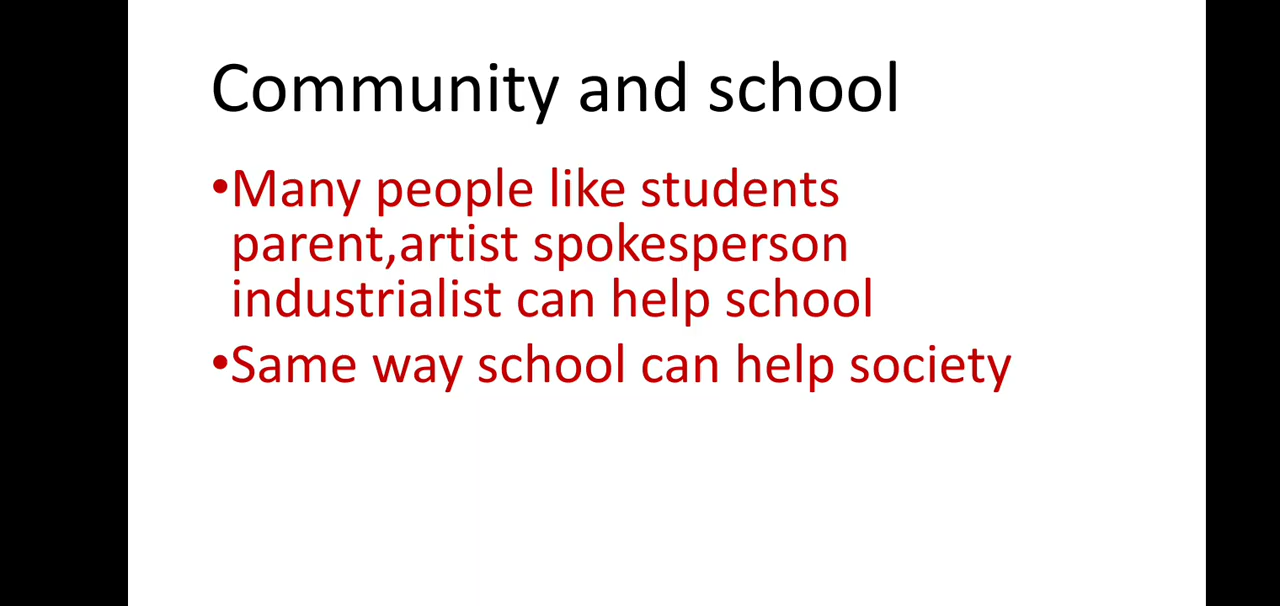 Community and school
•Many people like students
parent,artist spokesperson
industrialist can help school
•Same way school can help society